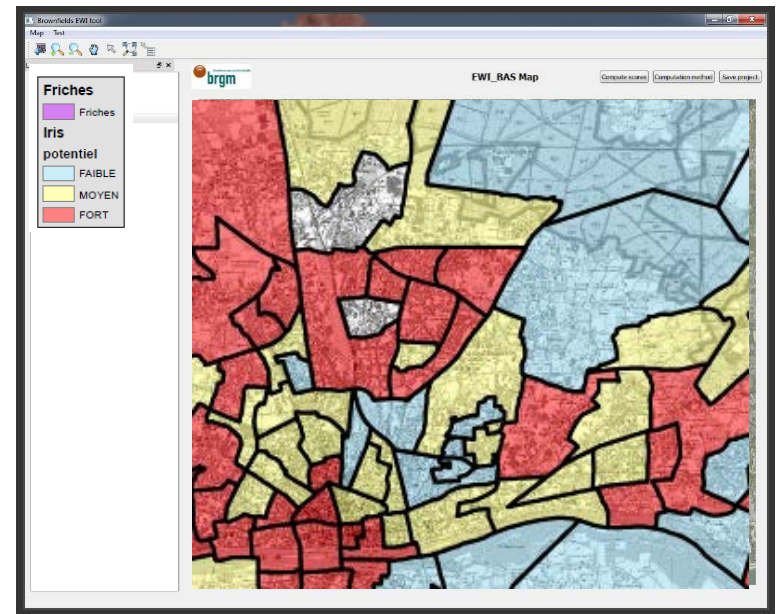 Brownfields EWI tool
Map Test
brgm
EWI_BAS Map
Compute scores Computation method Save project
Friches
Friches
Iris
potentiel
FAIBLE
MOYEN
FORT